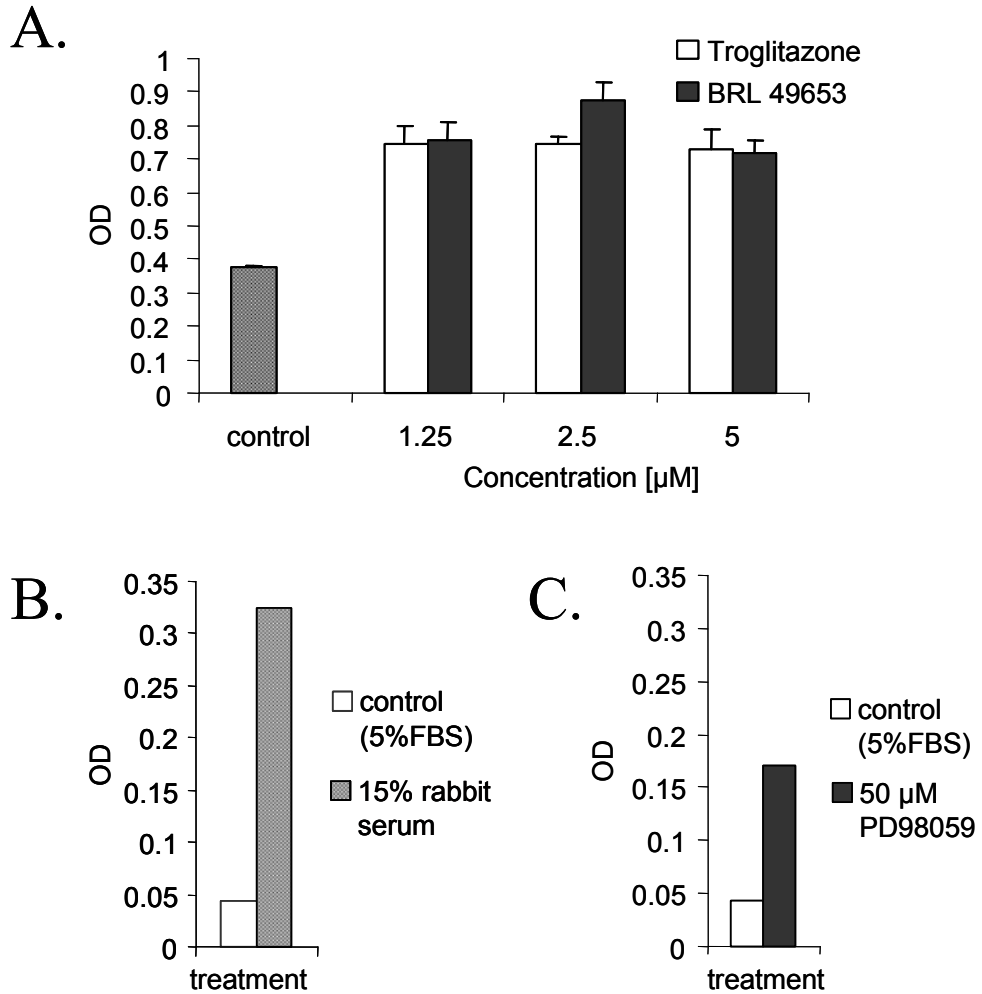 A.
Troglitazone
BRL 49653
1
0.9
0.8
0.7
0.6
0.5
0.4
0.3
0.2
0.1
0
OD
control 1.25 2.5 5
Concentration [µM]
B.
0.35
0.3
0.25
0.2
0.15
0.1
0.05
0
OD
treatment
control
(5%FBS)
15% rabbit
serum
C.
0.35
0.3
0.25
0.2
0.15
0.1
0.05
0
OD
treatment
control
(5%FBS)
50 µM
PD98059